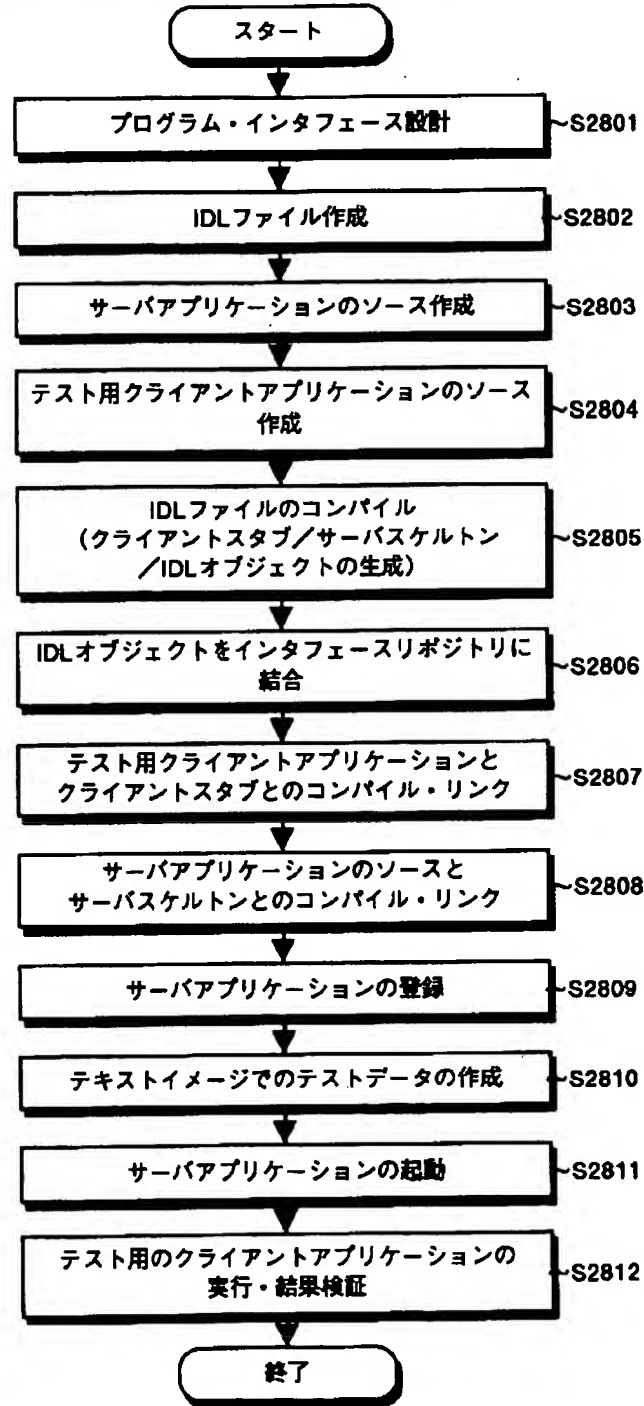 スタート
プログラム・インタフェース設計
S2801
IDLファイル作成
S2802
サーバアプリケーションのソース作成
S2803
テスト用クライアントアプリケーションのソース
作成
S2804
IDLファイルのコンパイル
(クライアントスタブ/サーバスケルトン
/IDLオブジェクトの生成)
S2805
IDLオブジェクトをインタフェースリポジトリに
結合
S2806
テスト用クライアントアプリケーションと
クライアントスタブとのコンパイル・リンク
S2807
サーバアプリケーションのソースと
サーバスケルトンとのコンパイル・リンク
S2808
サーバアプリケーションの登録
S2809
テキストイメージでのテストデータの作成
S2810
サーバアプリケーションの起動
S2811
テスト用のクライアントアプリケーションの
実行・結果検証
S2812
終了